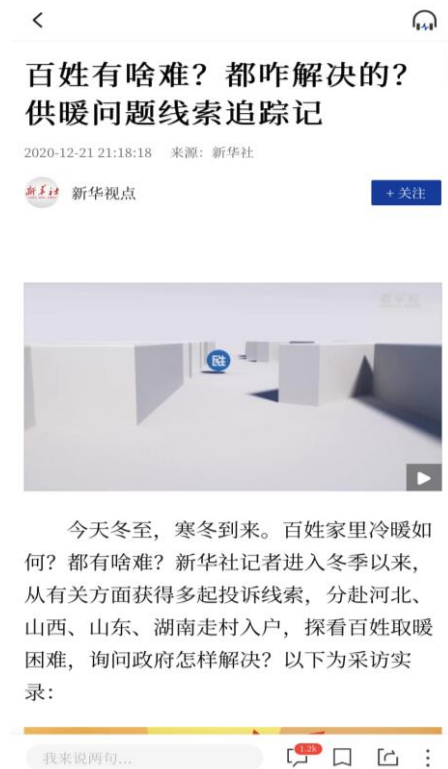 百姓有啥难？都咋解决的？
供暖问题线索追踪记
2020-12-21 21:18:18 来源：新华社
新华社
新华视点
+ 关注
新华社
民生
今天冬至，寒冬到来。百姓家里冷暖如
何？都有啥难？新华社记者进入冬季以来，
从有关方面获得多起投诉线索，分赴河北、
山西、山东、湖南走村入户，探看百姓取暖
困难，询问政府怎样解决？以下为采访实
录：
我来说两句...
1.2k